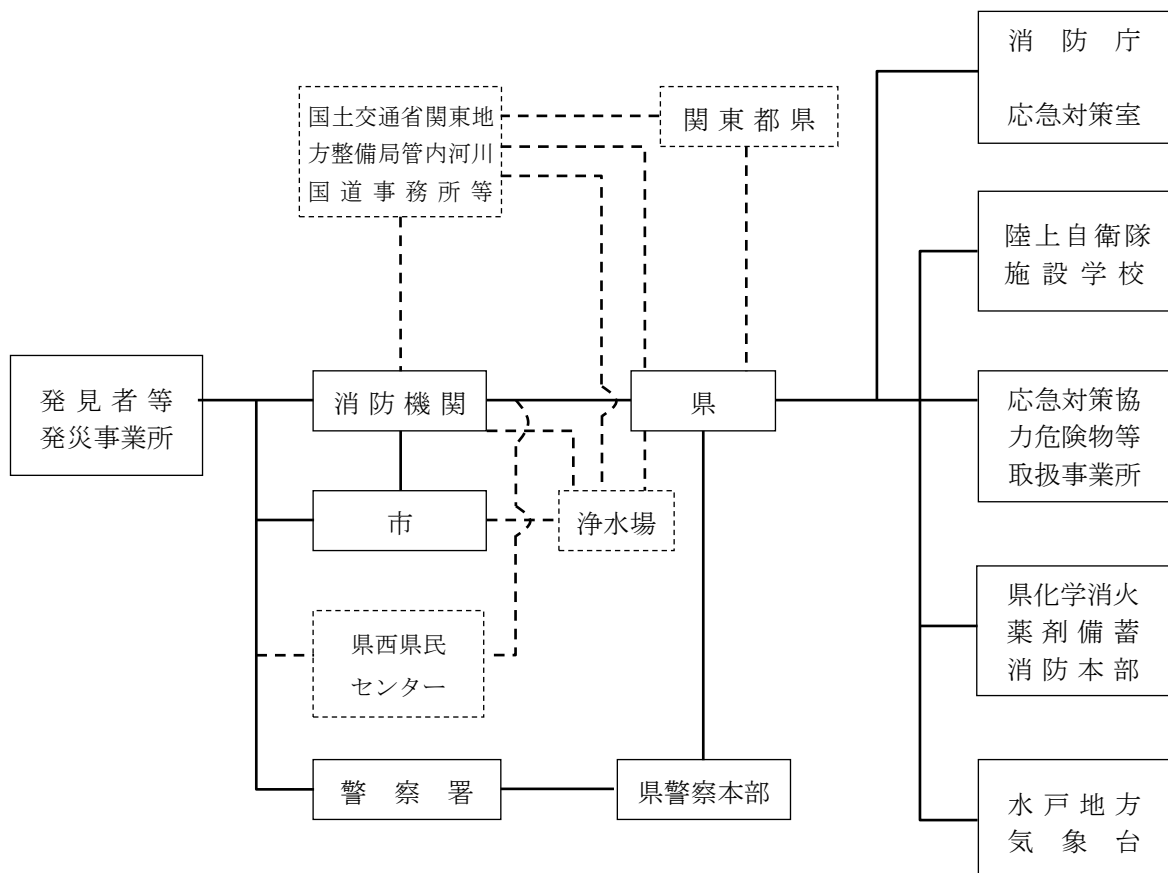 消防庁
応急対策室
国土交通省関東地
方整備局管内河川
国道事務所等
関東都県
陸上自衛隊
施設学校
発見者等
発災事業所
消防機関
県
応急対策協
力危険物等
取扱事業所
市
浄水場
県西県民
センター
県化学消火
薬剤備蓄
消防本部
警察署
県警察本部
水戸地方
気象台